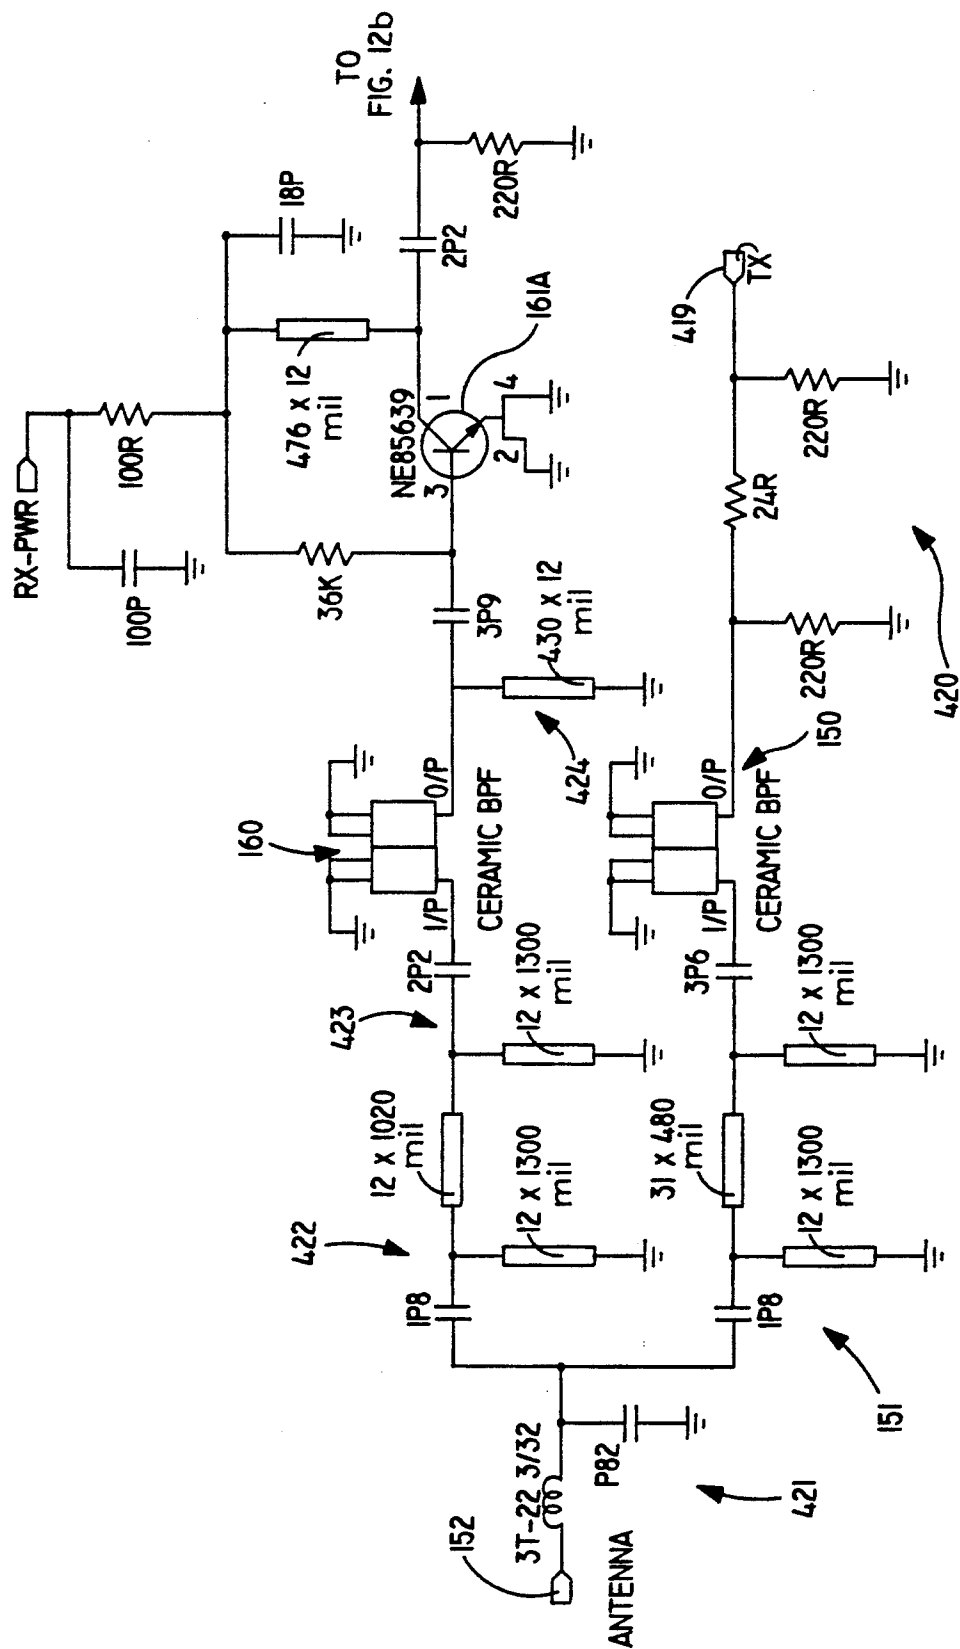 RX-PWR
100P
100R
18P
TO
FIG. 12b
476 x 12
mil
36K
NE85639
1
3
2
4
161A
2P2
220R
3P9
430 x 12
mil
424
160
I/P
O/P
CERAMIC BPF
2P2
423
12 x 1020
mil
12 x 1300
mil
422
12 x 1300
mil
1P8
152
3T-22 3/32
ANTENNA
P82
421
1P8
151
12 x 1300
mil
31 x 480
mil
12 x 1300
mil
3P6
I/P
O/P
CERAMIC BPF
150
220R
24R
220R
419
TX
420